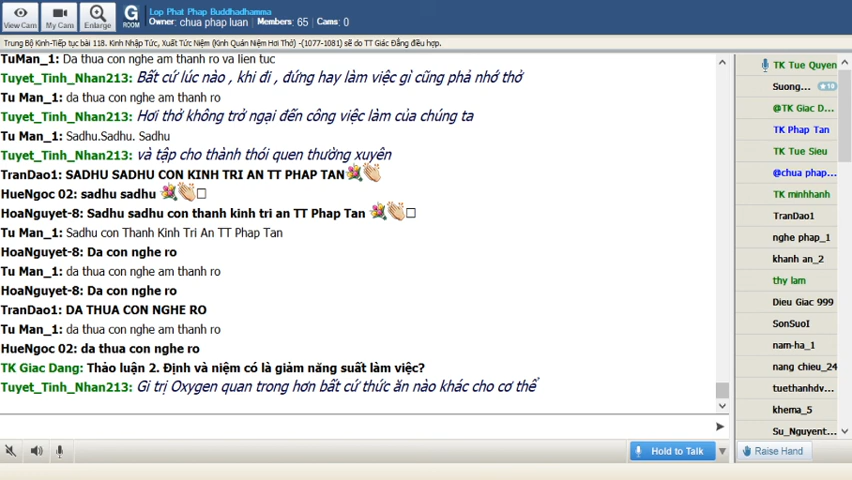 View Cam
My Cam
Enlarge
G
ROOM
Lop Phat Phap Buddhadhamma
Owner: chua phap luan Members: 65 Cams: 0
Trung Bộ Kinh-Tiếp tục bài 118. Kinh Nhập Tức, Xuất Tức Niệm (Kinh Quán Niệm Hơi Thở) -(1077-1081) sẽ do TT Giác Đẳng điều hợp.
TuMan_1: Da thua con nghe am thanh ro va lien tuc
Tuyet_Tinh_Nhan213: Bất cứ lúc nào , khi đi , đứng hay làm việc gì cũng phả nhớ thở
Tu Man_1: da thua con nghe am thanh ro
Tuyet_Tinh_Nhan213: Hơi thở không trở ngại đến công việc làm của chúng ta
Tu Man_1: Sadhu.Sadhu. Sadhu
Tuyet_Tinh_Nhan213: và tập cho thành thói quen thường xuyên
TranDao1: SADHU SADHU CON KINH TRI AN TT PHAP TAN
HueNgoc 02: sadhu sadhu
HoaNguyet-8: Sadhu sadhu con thanh kinh tri an TT Phap Tan
Tu Man_1: Sadhu con Thanh Kinh Tri An TT Phap Tan
HoaNguyet-8: Da con nghe ro
Tu Man_1: da thua con nghe am thanh ro
HoaNguyet-8: Da con nghe ro
TranDao1: DA THUA CON NGHE RO
Tu Man_1: da thua con nghe am thanh ro
HueNgoc 02: da thua con nghe ro
TK Giac Dang: Thảo luận 2. Định và niệm có là giảm năng suất làm việc?
Tuyet_Tinh_Nhan213: Gi trị Oxygen quan trong hơn bất cứ thức ăn nào khác cho cơ thể
TK Tue Quyen
Suong... ★10
@TK Giac D...
TK Phap Tan
TK Tue Sieu
@chua phap...
TK minhhanh
TranDao1
nghe phap_1
khanh an_2
thy lam
Dieu Giac 999
SonSuoI
nam-ha_1
nang chieu_24
tuethanhdv...
khema_5
Su_Nguyent...
Hold to Talk
Raise Hand